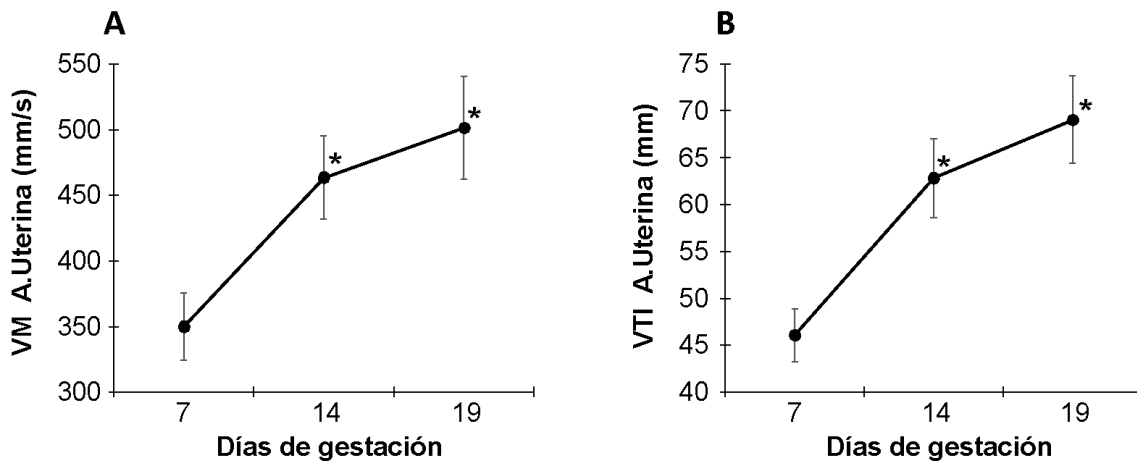 A
VM A.Uterina (mm/s)
550
500
450
400
350
300
*
*
7 14 19
Días de gestación
B
VTI A.Uterina (mm)
75
70
65
60
55
50
45
40
*
*
7 14 19
Días de gestación